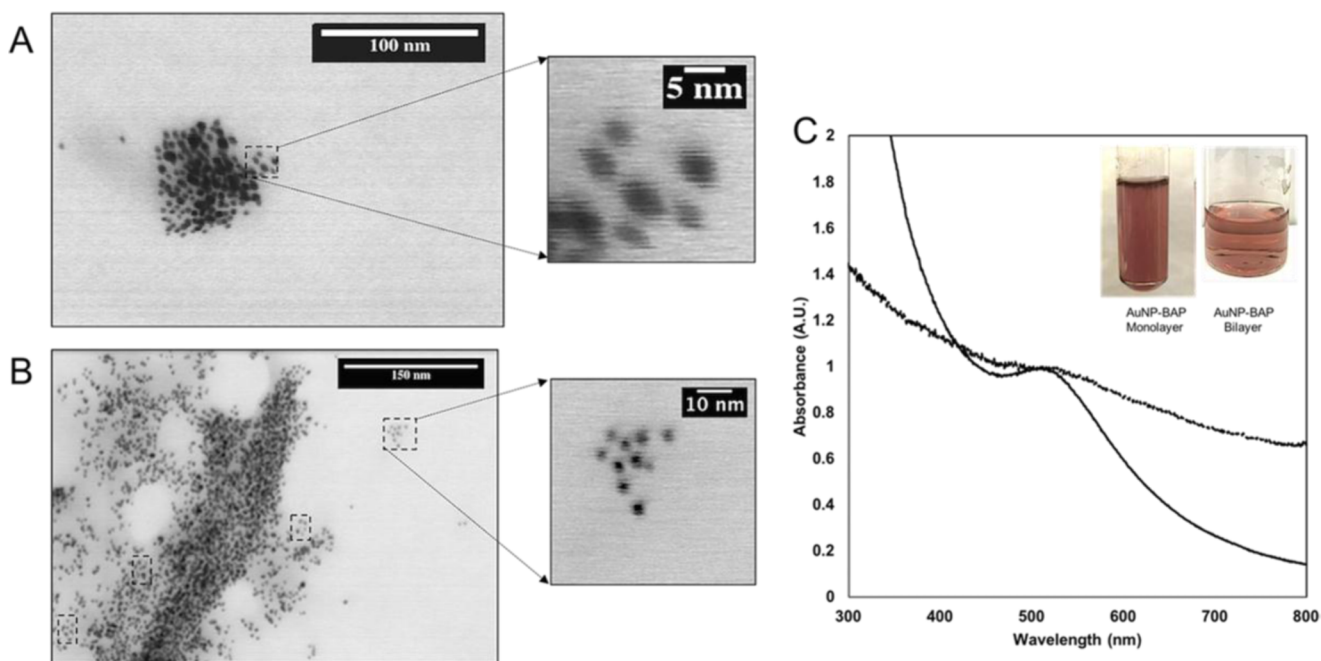 A
100 nm
5 nm
B
150 nm
10 nm
C
2
1.8
1.6
1.4
1.2
1
0.8
0.6
0.4
0.2
0
Absorbance (A.U.)
300 400 500 600 700 800
Wavelength (nm)
AuNP-BAP
Monolayer
AuNP-BAP
Bilayer